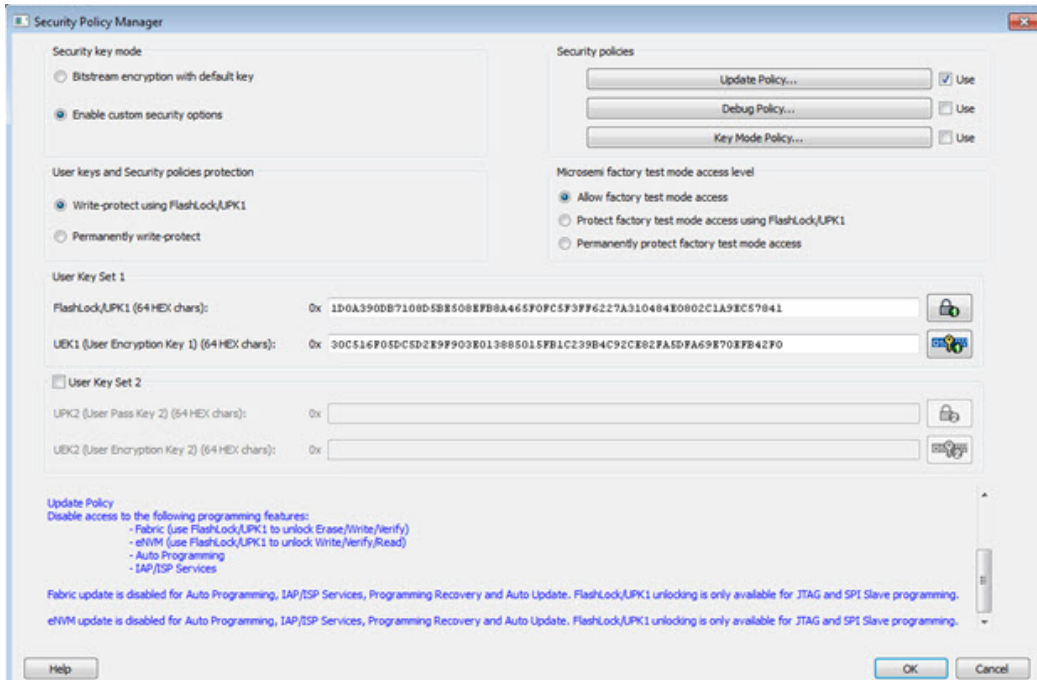 Security Policy Manager
Security key mode
Bitstream encryption with default key
Enable custom security options
Security policies
Update Policy...
Use
Debug Policy...
Use
Key Mode Policy...
Use
User keys and Security policies protection
Write-protect using FlashLock/UPK1
Permanently write-protect
Microsemi factory test mode access level
Allow factory test mode access
Protect factory test mode access using FlashLock/UPK1
Permanently protect factory test mode access
User Key Set 1
FlashLock/UPK1 (64 HEX chars): 0x 1D0A390DB7108D5BE508EFB8A465F0FC5F3FF6227A310484E0802C1A9EC57841
UEK1 (User Encryption Key 1) (64 HEX chars): 0x 30C516F05DC5D2E9F903E013885015FB1C239B4C92CE82FA5DFA69E70EFB42F0
User Key Set 2
UPK2 (User Pass Key 2) (64 HEX chars): 0x
UEK2 (User Encryption Key 2) (64 HEX chars): 0x
Update Policy
Disable access to the following programming features:
- Fabric (use FlashLock/UPK1 to unlock Erase/Write/Verify)
- eNVM (use FlashLock/UPK1 to unlock Write/Verify/Read)
- Auto Programming
- IAP/ISP Services
Fabric update is disabled for Auto Programming, IAP/ISP Services, Programming Recovery and Auto Update. FlashLock/UPK1 unlocking is only available for JTAG and SPI Slave programming.
eNVM update is disabled for Auto Programming, IAP/ISP Services, Programming Recovery and Auto Update. FlashLock/UPK1 unlocking is only available for JTAG and SPI Slave programming.
Help
OK
Cancel